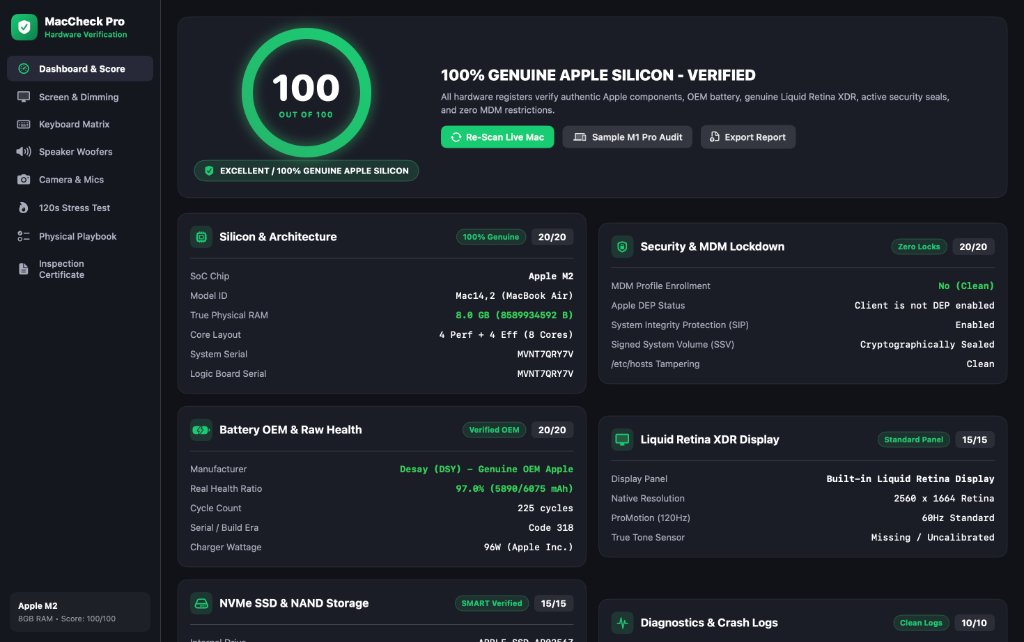 MacCheck Pro
Hardware Verification
Dashboard & Score
Screen & Dimming
Keyboard Matrix
Speaker Woofers
Camera & Mics
120s Stress Test
Physical Playbook
Inspection
Certificate
Apple M2
8GB RAM • Score: 100/100
100
OUT OF 100
EXCELLENT / 100% GENUINE APPLE SILICON
100% GENUINE APPLE SILICON - VERIFIED
All hardware registers verify authentic Apple components, OEM battery, genuine Liquid Retina XDR, active security seals,
and zero MDM restrictions.
Re-Scan Live Mac
Sample M1 Pro Audit
Export Report
Silicon & Architecture
100% Genuine
20/20
SoC Chip
Apple M2
Model ID
Mac14,2 (MacBook Air)
True Physical RAM
8.0 GB (8589934592 B)
Core Layout
4 Perf + 4 Eff (8 Cores)
System Serial
MVNT7QRY7V
Logic Board Serial
MVNT7QRY7V
Security & MDM Lockdown
Zero Locks
20/20
MDM Profile Enrollment
No (Clean)
Apple DEP Status
Client is not DEP enabled
System Integrity Protection (SIP)
Enabled
Signed System Volume (SSV)
Cryptographically Sealed
/etc/hosts Tampering
Clean
Battery OEM & Raw Health
Verified OEM
20/20
Manufacturer
Desay (DSY) – Genuine OEM Apple
Real Health Ratio
97.0% (5890/6075 mAh)
Cycle Count
225 cycles
Serial / Build Era
Code 318
Charger Wattage
96W (Apple Inc.)
Liquid Retina XDR Display
Standard Panel
15/15
Display Panel
Built-in Liquid Retina Display
Native Resolution
2560 x 1664 Retina
ProMotion (120Hz)
60Hz Standard
True Tone Sensor
Missing / Uncalibrated
NVMe SSD & NAND Storage
SMART Verified
15/15
Internal Drive
APPLE SSD
Diagnostics & Crash Logs
Clean Logs
10/10